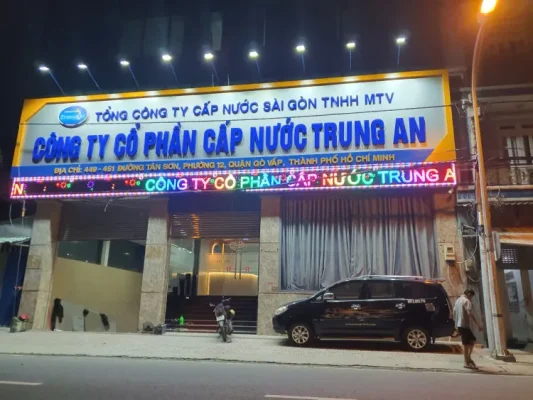 TỔNG CÔNG TY CẤP NƯỚC SÀI GÒN TNHH MTV
CÔNG TY CỔ PHẦN CẤP NƯỚC TRUNG AN
ĐỊA CHỈ: 449 - 451 ĐƯỜNG TÂN SƠN, PHƯỜNG 12, QUẬN GÒ VẤP, THÀNH PHỐ HỒ CHÍ MINH
N CÔNG TY CỔ PHẦN CẤP NƯỚC TRUNG A